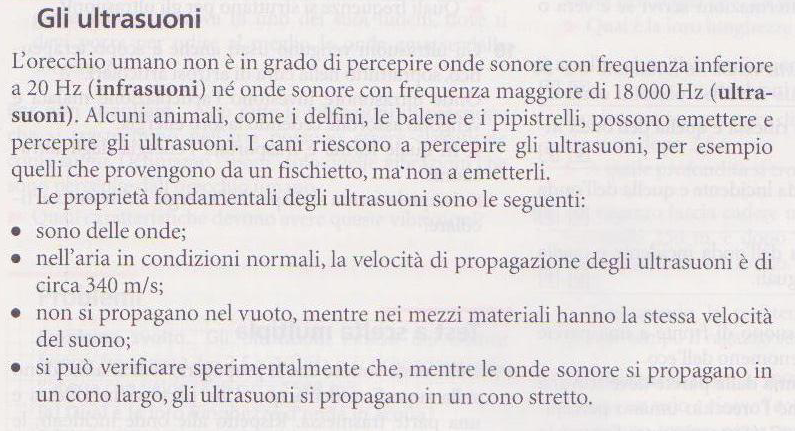 Gli ultrasuoni
L'orecchio umano non è in grado di percepire onde sonore con frequenza inferiore
a 20 Hz (infrasuoni) né onde sonore con frequenza maggiore di 18 000 Hz (ultra-
suoni). Alcuni animali, come i delfini, le balene e i pipistrelli, possono emettere e
percepire gli ultrasuoni. I cani riescono a percepire gli ultrasuoni, per esempio
quelli che provengono da un fischietto, ma non a emetterli.
Le proprietà fondamentali degli ultrasuoni sono le seguenti:
● sono delle onde;
● nell'aria in condizioni normali, la velocità di propagazione degli ultrasuoni è di
circa 340 m/s;
● non si propagano nel vuoto, mentre nei mezzi materiali hanno la stessa velocità
del suono;
● si può verificare sperimentalmente che, mentre le onde sonore si propagano in
un cono largo, gli ultrasuoni si propagano in un cono stretto.